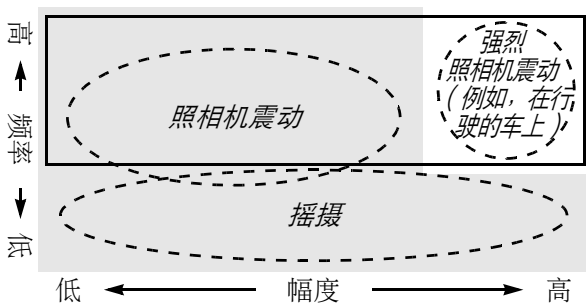 强烈
照相机震动
（例如，在行
驶的车上）
照相机震动
摇摄
高
频率
低
低
幅度
高